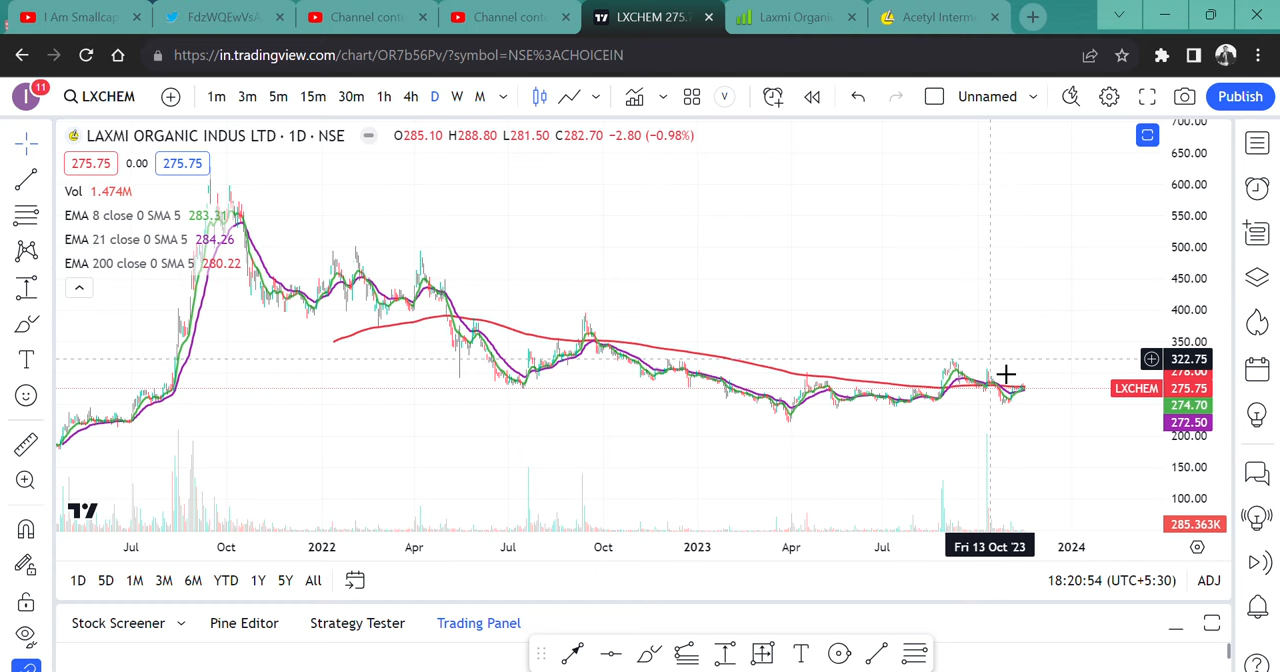 I Am Smallcap
FdzWQEwVsA
Channel cont
Channel cont
LXCHEM 275.7
Laxmi Organi
Acetyl Interm
https://in.tradingview.com/chart/OR7b56Pv/?symbol=NSE%3ACHOICEIN
I 11 LXCHEM 1m 3m 5m 15m 30m 1h 4h D W M V Unnamed Publish
LAXMI ORGANIC INDUS LTD · 1D · NSE O285.10 H288.80 L281.50 C282.70 −2.80 (−0.98%)
275.75 0.00 275.75
Vol 1.474M
EMA 8 close 0 SMA 5 283.31
EMA 21 close 0 SMA 5 284.26
EMA 200 close 0 SMA 5 280.22
700.00
650.00
600.00
550.00
500.00
450.00
400.00
350.00
322.75
278.00
LXCHEM 275.75
274.70
272.50
200.00
150.00
100.00
285.363K
Jul Oct 2022 Apr Jul Oct 2023 Apr Jul Fri 13 Oct '23 2024
1D 5D 1M 3M 6M YTD 1Y 5Y All 18:20:54 (UTC+5:30) ADJ
Stock Screener Pine Editor Strategy Tester Trading Panel